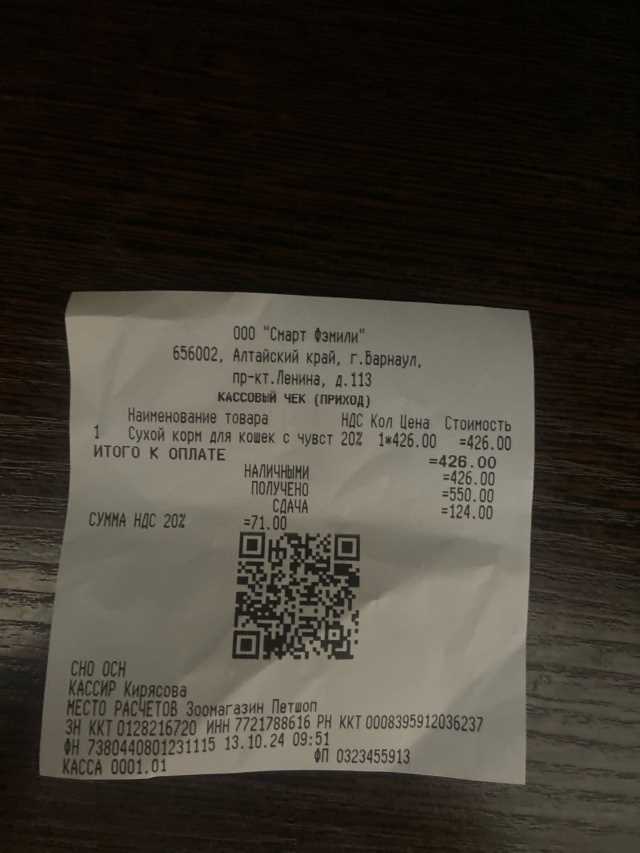 ООО "Смарт Фэмили"
656002, Алтайский край, г.Барнаул,
пр-кт.Ленина, д.113
КАССОВЫЙ ЧЕК (ПРИХОД)
Наименование товара НДС Кол Цена Стоимость
1 Сухой корм для кошек с чувст 20% 1*426.00 =426.00
ИТОГО К ОПЛАТЕ =426.00
НАЛИЧНЫМИ =426.00
ПОЛУЧЕНО =550.00
СДАЧА =124.00
СУММА НДС 20% =71.00
СНО ОСН
КАССИР Кирясова
МЕСТО РАСЧЕТОВ Зоомагазин Петшоп
ЗН ККТ 0128216720 ИНН 7721788616 РН ККТ 0008395912036237
ФН 7380440801231115 13.10.24 09:51
ФП 0323455913
КАССА 0001.01